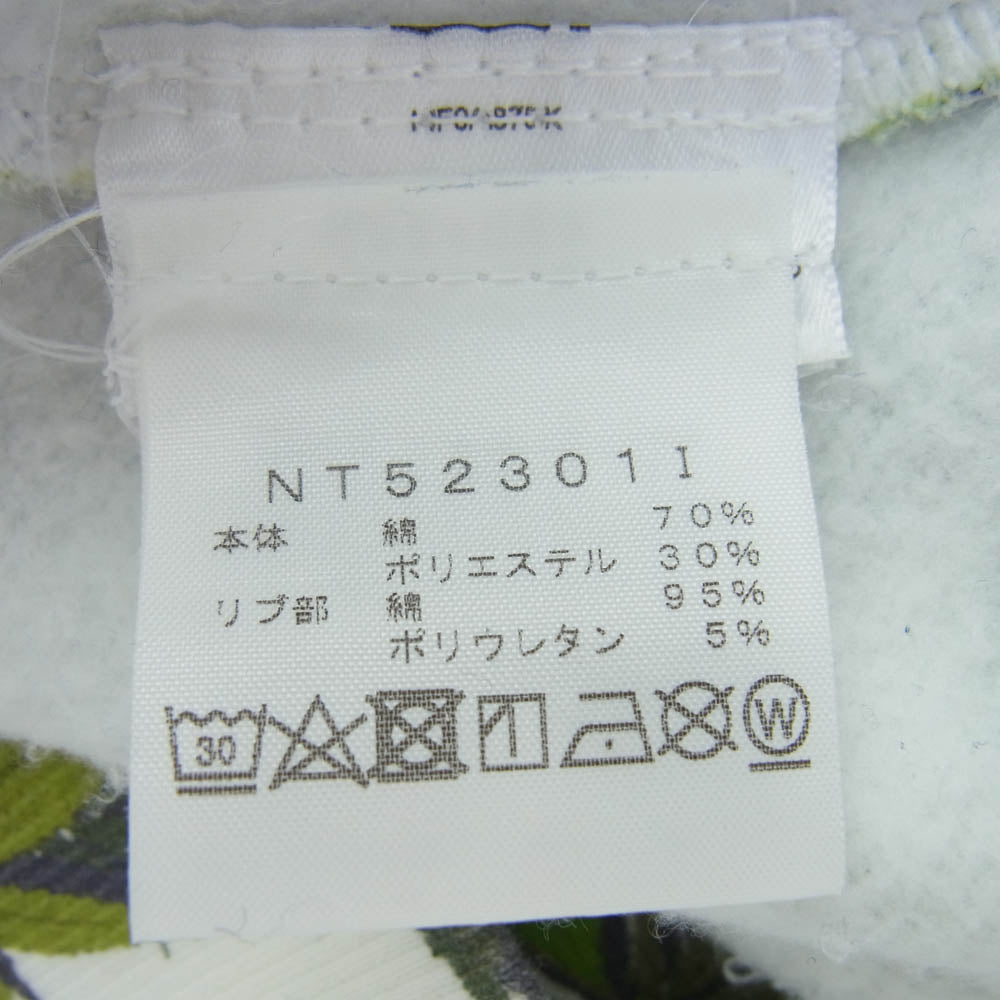 NT52301I
本体 綿 70%
ポリエステル 30%
リブ部 綿 95%
ポリウレタン 5%
30 W